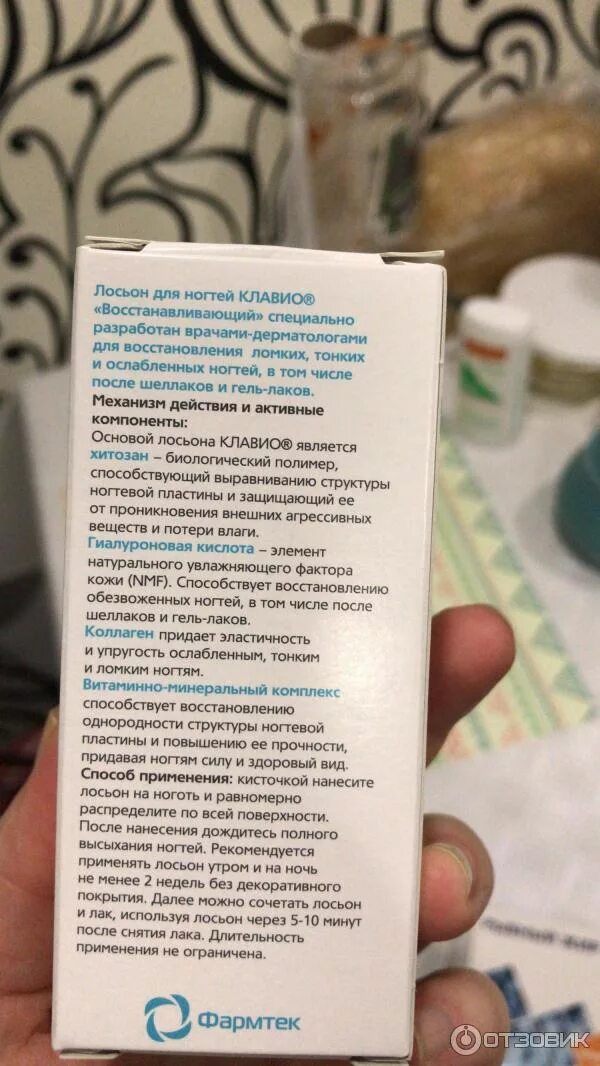 Лосьон для ногтей КЛАВИО®
«Восстанавливающий» специально
разработан врачами-дерматологами
для восстановления ломких, тонких
и ослабленных ногтей, в том числе
после шеллаков и гель-лаков.
Механизм действия и активные
компоненты:
Основой лосьона КЛАВИО® является
хитозан – биологический полимер,
способствующий выравниванию структуры
ногтевой пластины и защищающий ее
от проникновения внешних агрессивных
веществ и потери влаги.
Гиалуроновая кислота – элемент
натурального увлажняющего фактора
кожи (NMF). Способствует восстановлению
обезвоженных ногтей, в том числе после
шеллаков и гель-лаков.
Коллаген придает эластичность
и упругость ослабленным, тонким
и ломким ногтям.
Витаминно-минеральный комплекс
способствует восстановлению
однородности структуры ногтевой
пластины и повышению ее прочности,
придавая ногтям силу и здоровый вид.
Способ применения: кисточкой нанесите
лосьон на ноготь и равномерно
распределите по всей поверхности.
После нанесения дождитесь полного
высыхания ногтей. Рекомендуется
применять лосьон утром и на ночь
не менее 2 недель без декоративного
покрытия. Далее можно сочетать лосьон
и лак, используя лосьон через 5-10 минут
после снятия лака. Длительность
применения не ограничена.
Фармтек
ОТЗОВИК